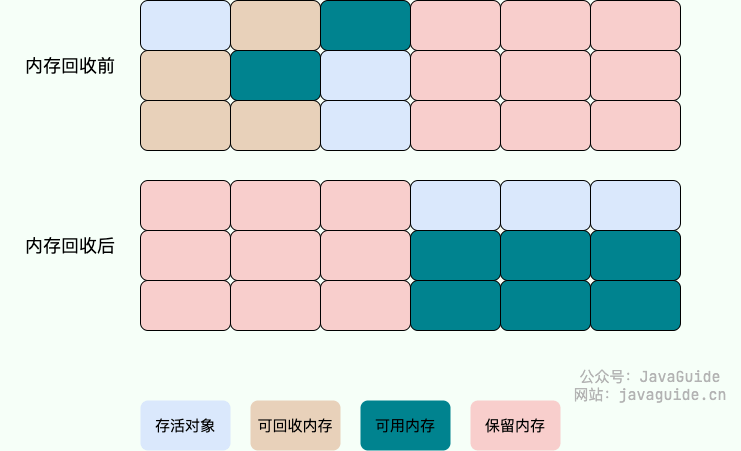 内存回收前
内存回收后
公众号：JavaGuide
网站：javaguide.cn
存活对象
可回收内存
可用内存
保留内存